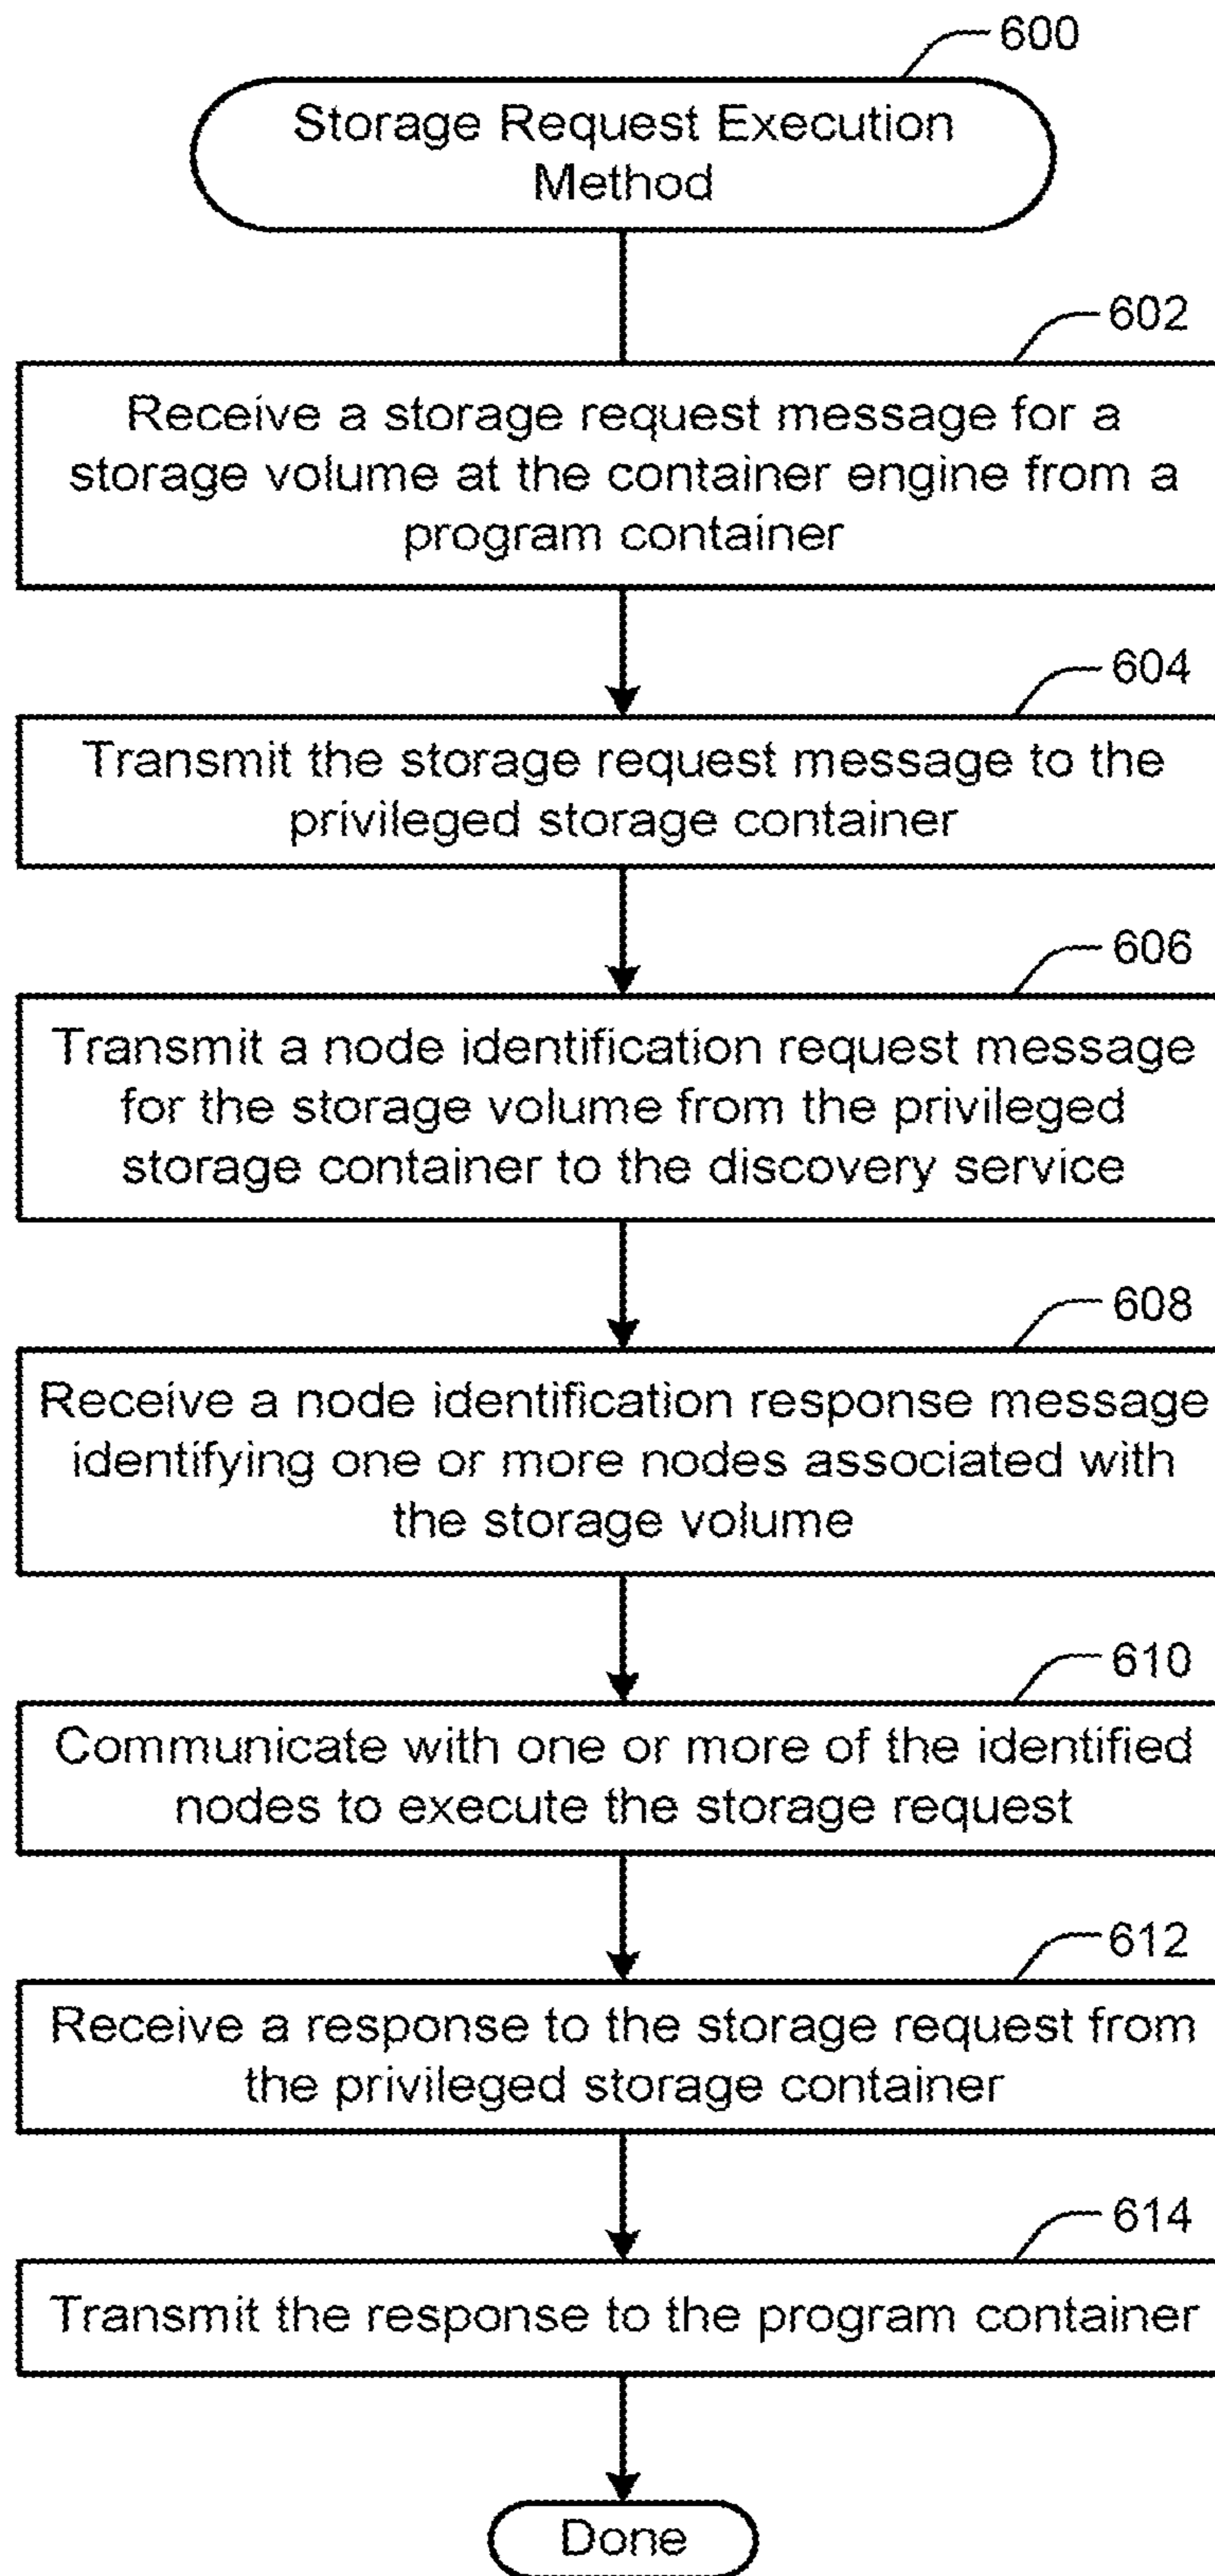 600
Storage Request Execution
Method
602
Receive a storage request message for a
storage volume at the container engine from a
program container
604
Transmit the storage request message to the
privileged storage container
606
Transmit a node identification request message
for the storage volume from the privileged
storage container to the discovery service
608
Receive a node identification response message
identifying one or more nodes associated with
the storage volume
610
Communicate with one or more of the identified
nodes to execute the storage request
612
Receive a response to the storage request from
the privileged storage container
614
Transmit the response to the program container
Done